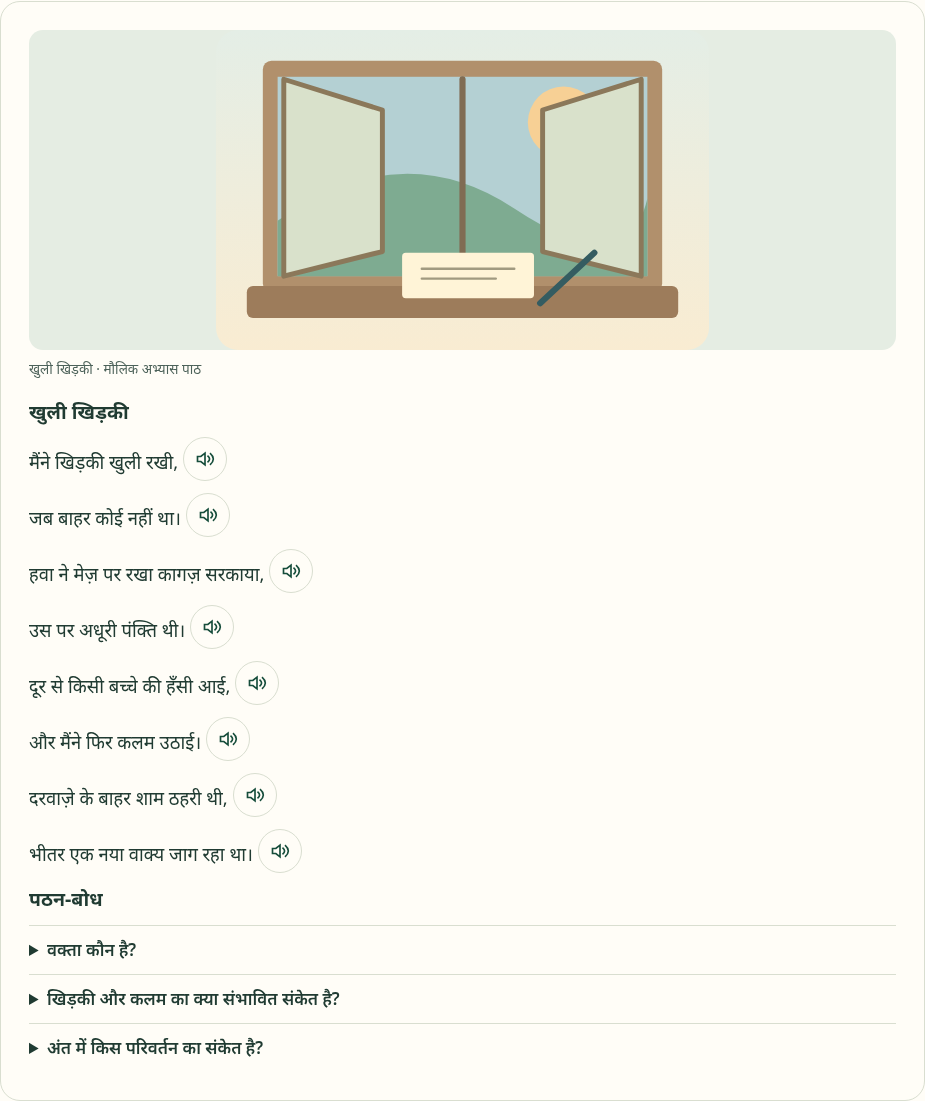 खुली खिड़की · मौलिक अभ्यास पाठ
खुली खिड़की
मैंने खिड़की खुली रखी,
जब बाहर कोई नहीं था।
हवा ने मेज़ पर रखा कागज़ सरकाया,
उस पर अधूरी पंक्ति थी।
दूर से किसी बच्चे की हँसी आई,
और मैंने फिर कलम उठाई।
दरवाज़े के बाहर शाम ठहरी थी,
भीतर एक नया वाक्य जाग रहा था।
पठन-बोध
वक्ता कौन है?
खिड़की और कलम का क्या संभावित संकेत है?
अंत में किस परिवर्तन का संकेत है?